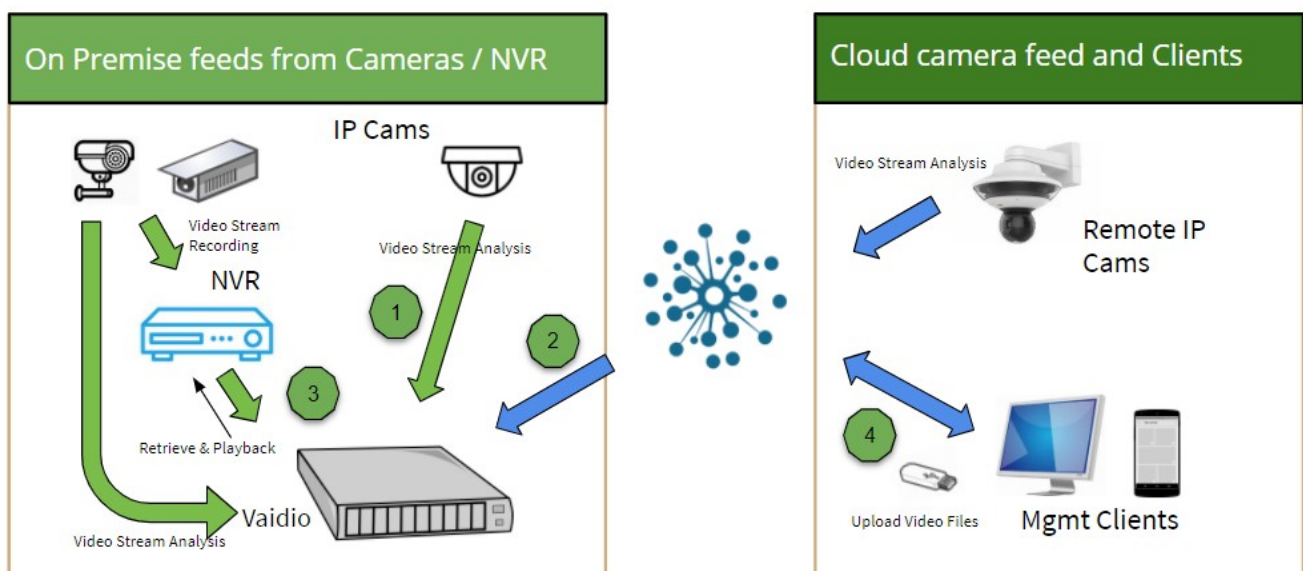 On Premise feeds from Cameras / NVR
IP Cams
Video Stream
Recording
Video Stream Analysis
NVR
1
2
3
Retrieve & Playback
Vaidio
Video Stream Analysis
Cloud camera feed and Clients
Video Stream Analysis
Remote IP
Cams
4
Upload Video Files
Mgmt Clients